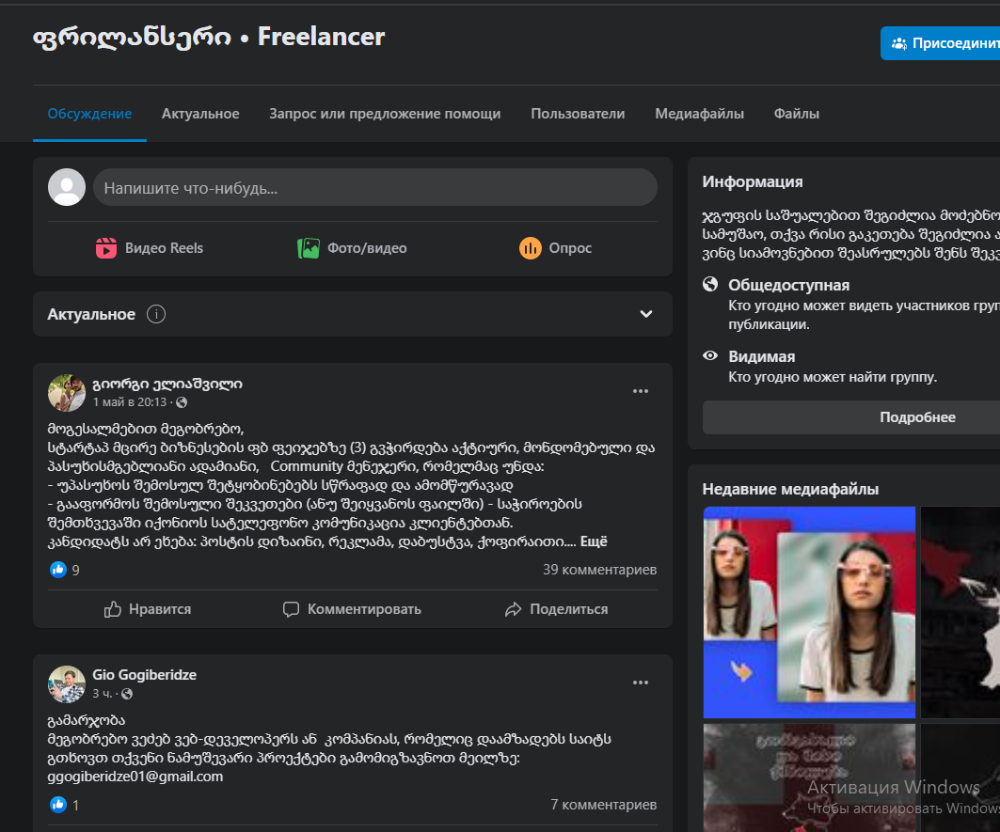 ფრილანსერი • Freelancer
Присоединит
Обсуждение
Актуальное
Запрос или предложение помощи
Пользователи
Медиафайлы
Файлы
Напишите что-нибудь...
Видео Reels
Фото/видео
Опрос
Актуальное
გიორგი ელიაშვილი
1 май в 20:13 ·
მოგესალმებით მეგობრებო,
სტარტაპ მცირე ბიზნესების ფბ ფეიჯებზე (3) გვჭირდება აქტიური, მონდომებული და
პასუხისმგებლიანი ადამიანი, Community მენეჯერი, რომელმაც უნდა:
- უპასუხოს შემოსულ შეტყობინებებს სწრაფად და ამომწურავად
- გააფორმოს შემოსული შეკვეთები (ანუ შეიყვანოს ფაილში) - საჭიროების
შემთხვევაში იქონიოს სატელეფონო კომუნიკაცია კლიენტებთან.
კანდიდატს არ ეხება: პოსტის დიზაინი, რეკლამა, დაბუსტვა, ქოფირაითი.... Ещё
9
39 комментариев
Нравится
Комментировать
Поделиться
Gio Gogiberidze
3 ч. ·
გამარჯობა
მეგობრებო ვეძებ ვებ-დეველოპერს ან კომპანიას, რომელიც დაამზადებს საიტს
გთხოვთ თქვენი ნამუშევარი პროექტები გამომიგზავნოთ მეილზე:
ggogiberidze01@gmail.com
1
7 комментариев
Информация
ჯგუფის საშუალებით შეგიძლია მოძებნო
სამუშაო, თქვა რისი გაკეთება შეგიძლია ა
ვინც სიამოვნებით შეასრულებს შენს შეკვ
Общедоступная
Кто угодно может видеть участников груп
публикации.
Видимая
Кто угодно может найти группу.
Подробнее
Недавние медиафайлы
Активация Windows
Чтобы активировать Windows